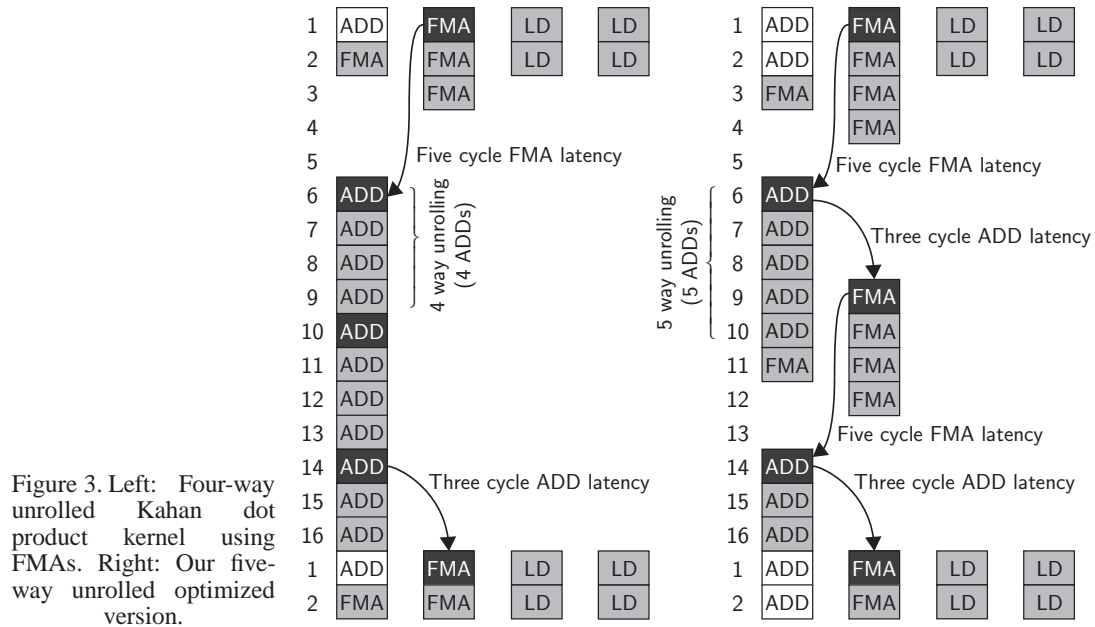 1 ADD FMA LD LD
2 FMA FMA LD LD
3 FMA
4
5
Five cycle FMA latency
6 ADD
7 ADD
8 ADD
9 ADD
4 way unrolling
(4 ADDs)
10 ADD
11 ADD
12 ADD
13 ADD
14 ADD
Three cycle ADD latency
15 ADD
16 ADD
1 ADD FMA LD LD
2 FMA FMA LD LD
1 ADD FMA LD LD
2 ADD FMA LD LD
3 FMA FMA
4 FMA
5
Five cycle FMA latency
6 ADD
Three cycle ADD latency
7 ADD
8 ADD
9 ADD FMA
10 ADD FMA
5 way unrolling
(5 ADDs)
11 FMA FMA
12 FMA
13
Five cycle FMA latency
14 ADD
Three cycle ADD latency
15 ADD
16 ADD
1 ADD FMA LD LD
2 ADD FMA LD LD
Figure 3. Left: Four-way
unrolled Kahan dot
product kernel using
FMAs. Right: Our five-
way unrolled optimized
version.